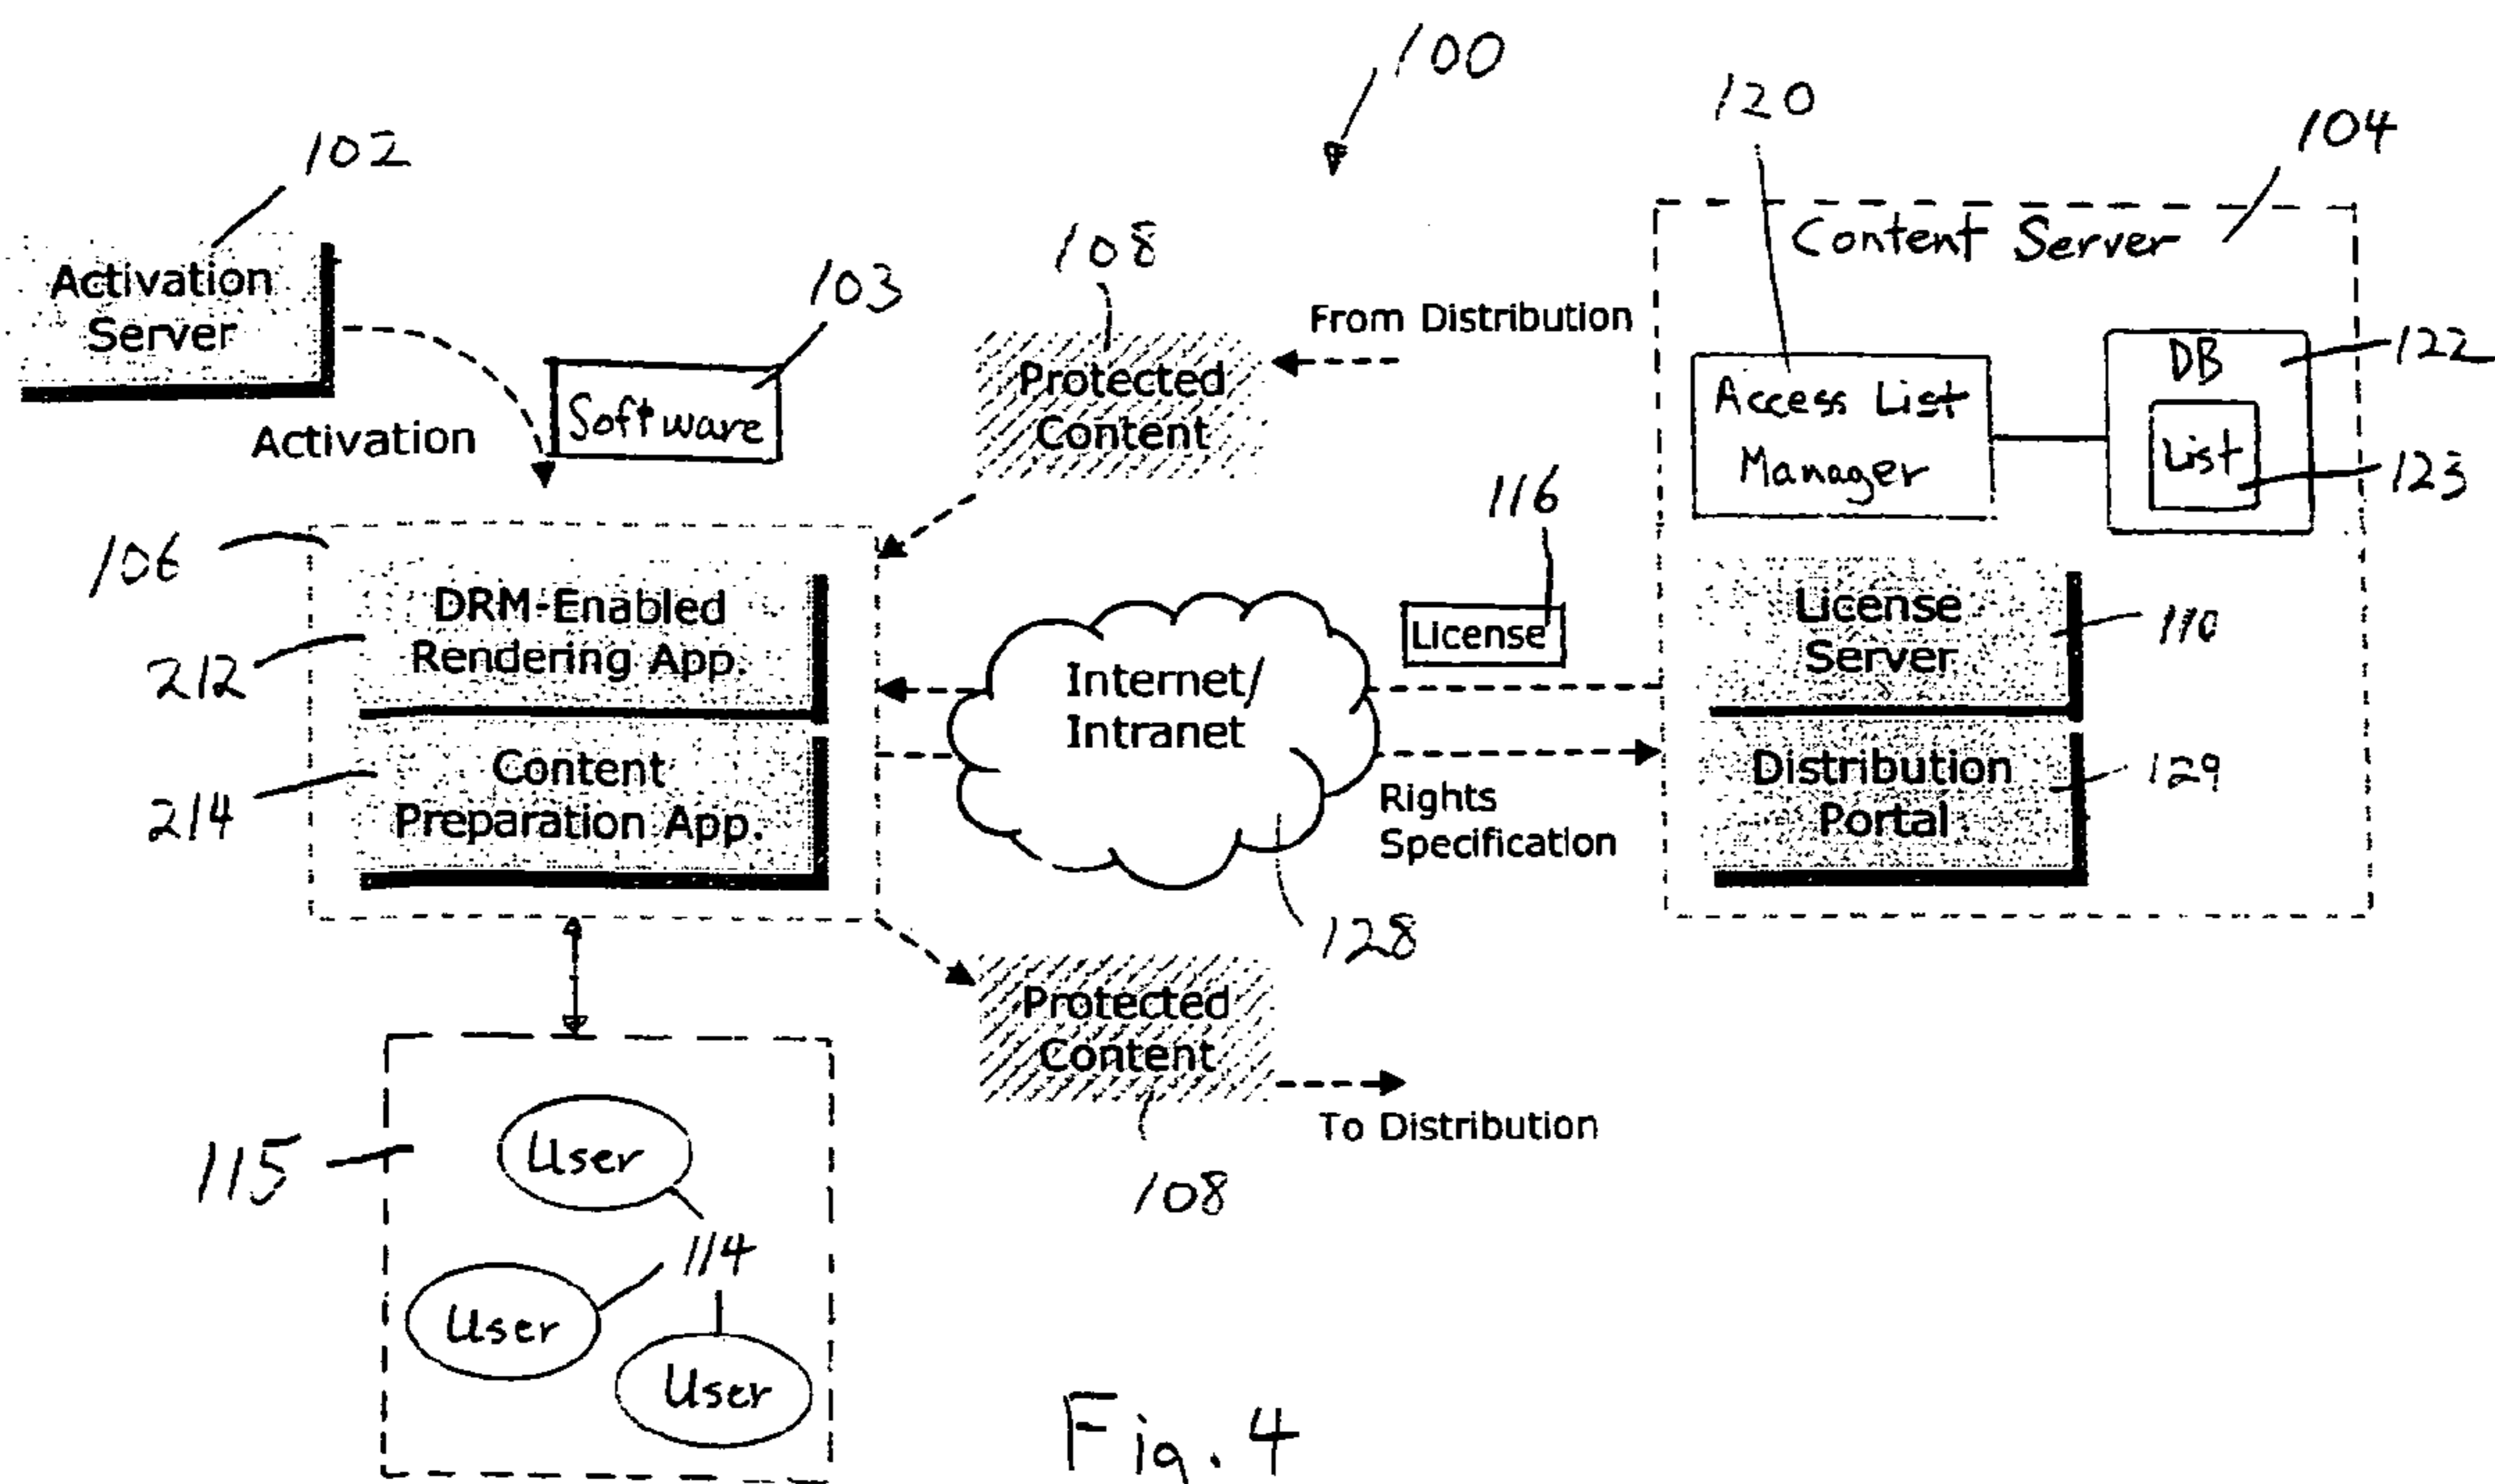 100
120
104
102
Content Server
108
103
Activation
Server
From Distribution
122
DB
Protected
Content
Access List
Manager
Software
Activation
List
123
116
106
DRM-Enabled
Rendering App.
License
License
Server
110
212
Internet/
Intranet
Content
Preparation App.
214
Distribution
Portal
129
Rights
Specification
128
Protected
Content
To Distribution
115
User
108
114
User
User
Fig. 4